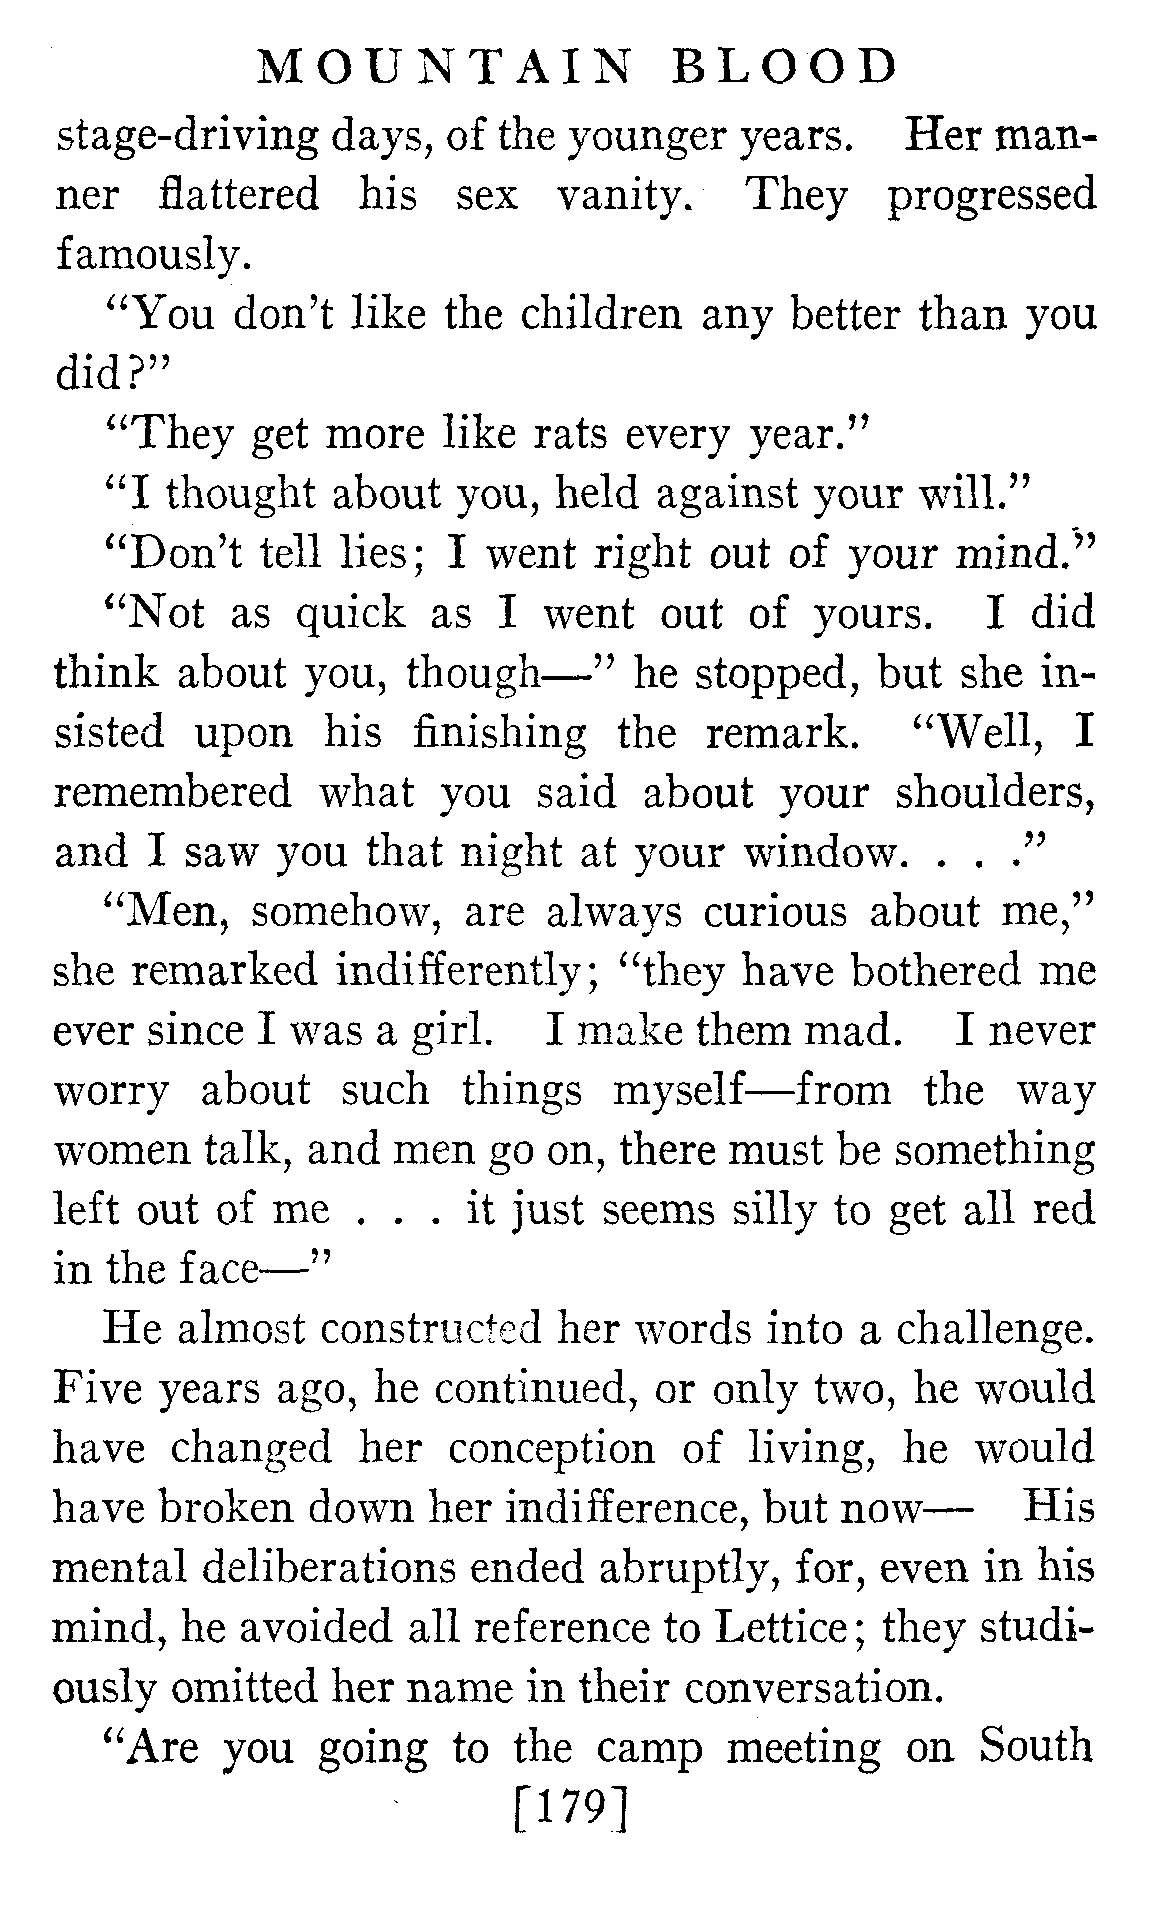 MOUNTAIN BLOOD
stage-driving days, of the younger years. Her man-
ner flattered his sex vanity. They progressed
famously.
“You don’t like the children any better than you
did?”
“They get more like rats every year.”
“I thought about you, held against your will.”
“Don’t tell lies; I went right out of your mind.”
“Not as quick as I went out of yours. I did
think about you, though—” he stopped, but she in-
sisted upon his finishing the remark. “Well, I
remembered what you said about your shoulders,
and I saw you that night at your window. . . .”
“Men, somehow, are always curious about me,”
she remarked indifferently; “they have bothered me
ever since I was a girl. I make them mad. I never
worry about such things myself—from the way
women talk, and men go on, there must be something
left out of me . . . it just seems silly to get all red
in the face—”
He almost constructed her words into a challenge.
Five years ago, he continued, or only two, he would
have changed her conception of living, he would
have broken down her indifference, but now— His
mental deliberations ended abruptly, for, even in his
mind, he avoided all reference to Lettice; they studi-
ously omitted her name in their conversation.
“Are you going to the camp meeting on South
[179]